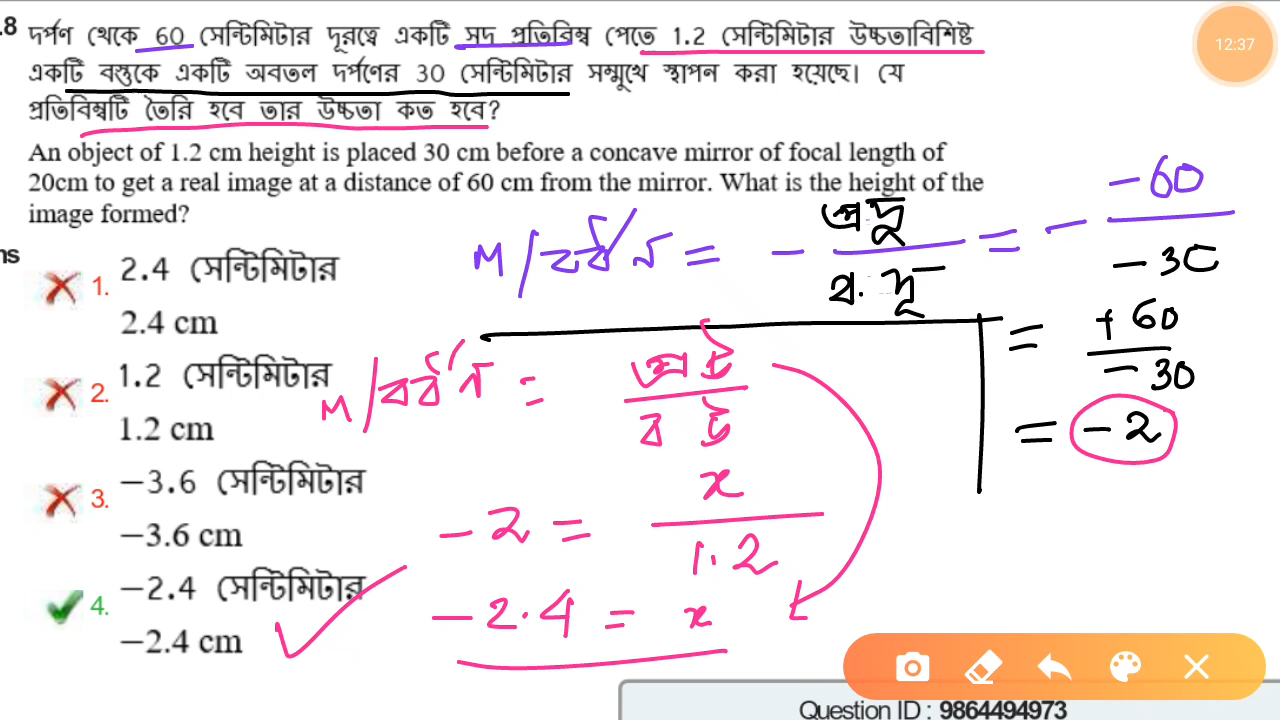 .8 দর্পণ থেকে 60 সেন্টিমিটার দূরত্বে একটি সদ প্রতিবিম্ব পেতে 1.2 সেন্টিমিটার উচ্চতাবিশিষ্ট
একটি বস্তুকে একটি অবতল দর্পণের 30 সেন্টিমিটার সম্মুখে স্থাপন করা হয়েছে। যে
প্রতিবিম্বটি তৈরি হবে তার উচ্চতা কত হবে?
12:37
An object of 1.2 cm height is placed 30 cm before a concave mirror of focal length of
20cm to get a real image at a distance of 60 cm from the mirror. What is the height of the
image formed?
ns
1. 2.4 সেন্টিমিটার
2.4 cm
2. 1.2 সেন্টিমিটার
1.2 cm
3. −3.6 সেন্টিমিটার
−3.6 cm
4. −2.4 সেন্টিমিটার
−2.4 cm
M/বর্ধন = - প্র দূ / ব. দূ = - -60 / -30
= +60 / -30
= -2
M/বর্ধন = প্র উ / ব উ
-2 = x / 1.2
-2.4 = x
Question ID : 9864494973